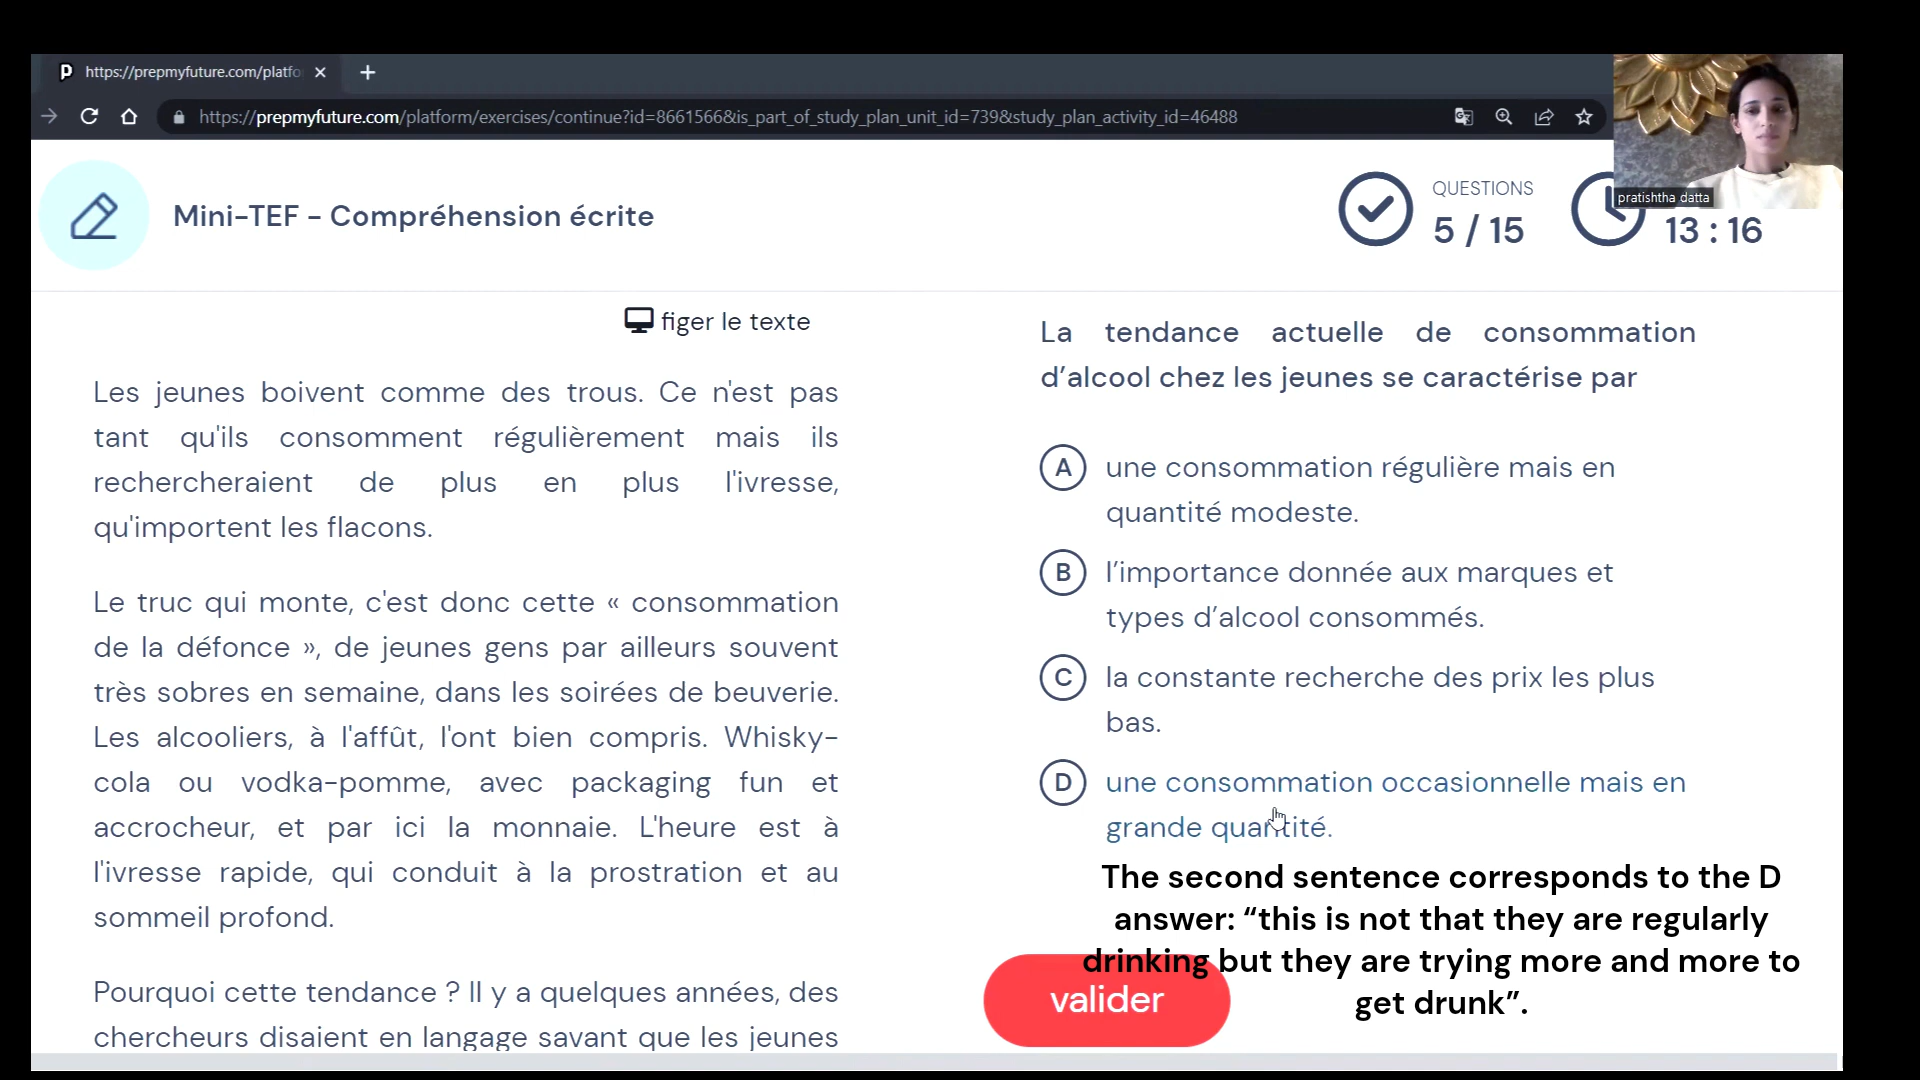 https://prepmyfuture.com/platfo
https://prepmyfuture.com/platform/exercises/continue?id=8661566&is_part_of_study_plan_unit_id=739&study_plan_activity_id=46488
pratishtha datta
Mini-TEF - Compréhension écrite
QUESTIONS
5 / 15
13 : 16
figer le texte
Les jeunes boivent comme des trous. Ce n'est pas
tant qu'ils consomment régulièrement mais ils
rechercheraient de plus en plus l'ivresse,
qu'importent les flacons.
Le truc qui monte, c'est donc cette « consommation
de la défonce », de jeunes gens par ailleurs souvent
très sobres en semaine, dans les soirées de beuverie.
Les alcooliers, à l'affût, l'ont bien compris. Whisky-
cola ou vodka-pomme, avec packaging fun et
accrocheur, et par ici la monnaie. L'heure est à
l'ivresse rapide, qui conduit à la prostration et au
sommeil profond.
Pourquoi cette tendance ? Il y a quelques années, des
chercheurs disaient en langage savant que les jeunes
La tendance actuelle de consommation
d’alcool chez les jeunes se caractérise par
A une consommation régulière mais en
quantité modeste.
B l’importance donnée aux marques et
types d’alcool consommés.
C la constante recherche des prix les plus
bas.
D une consommation occasionnelle mais en
grande quantité.
The second sentence corresponds to the D
answer: “this is not that they are regularly
drinking but they are trying more and more to
get drunk”.
valider